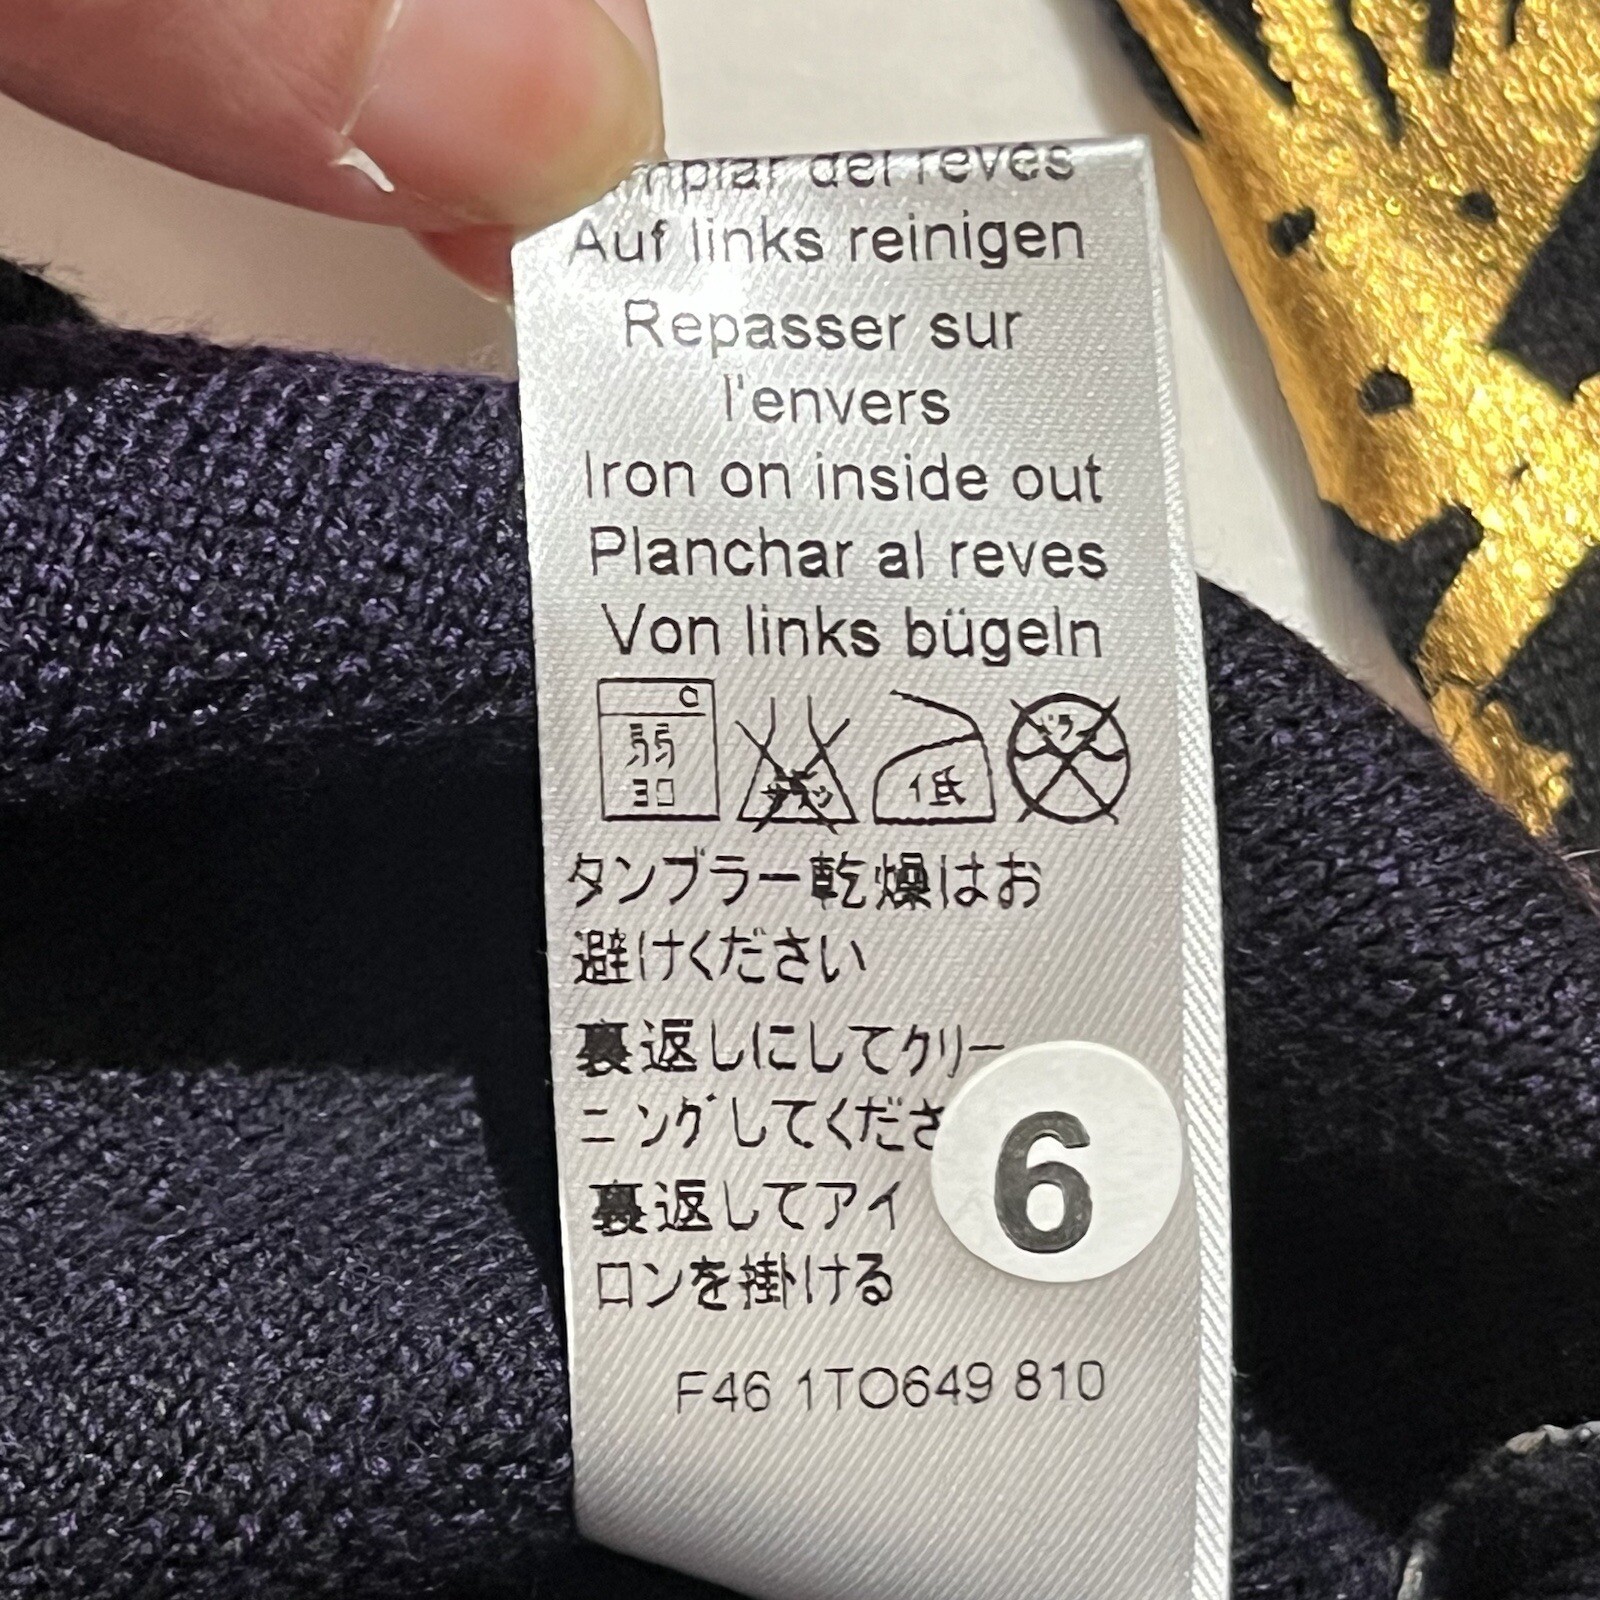 del reves
Auf links reinigen
Repasser sur
l'envers
Iron on inside out
Planchar al reves
Von links bügeln
弱
30
低
タンブラー乾燥はお
避けください
裏返しにしてクリー
ニングしてくださ
裏返してアイ
ロンを掛ける
6
F46 1TO649 810